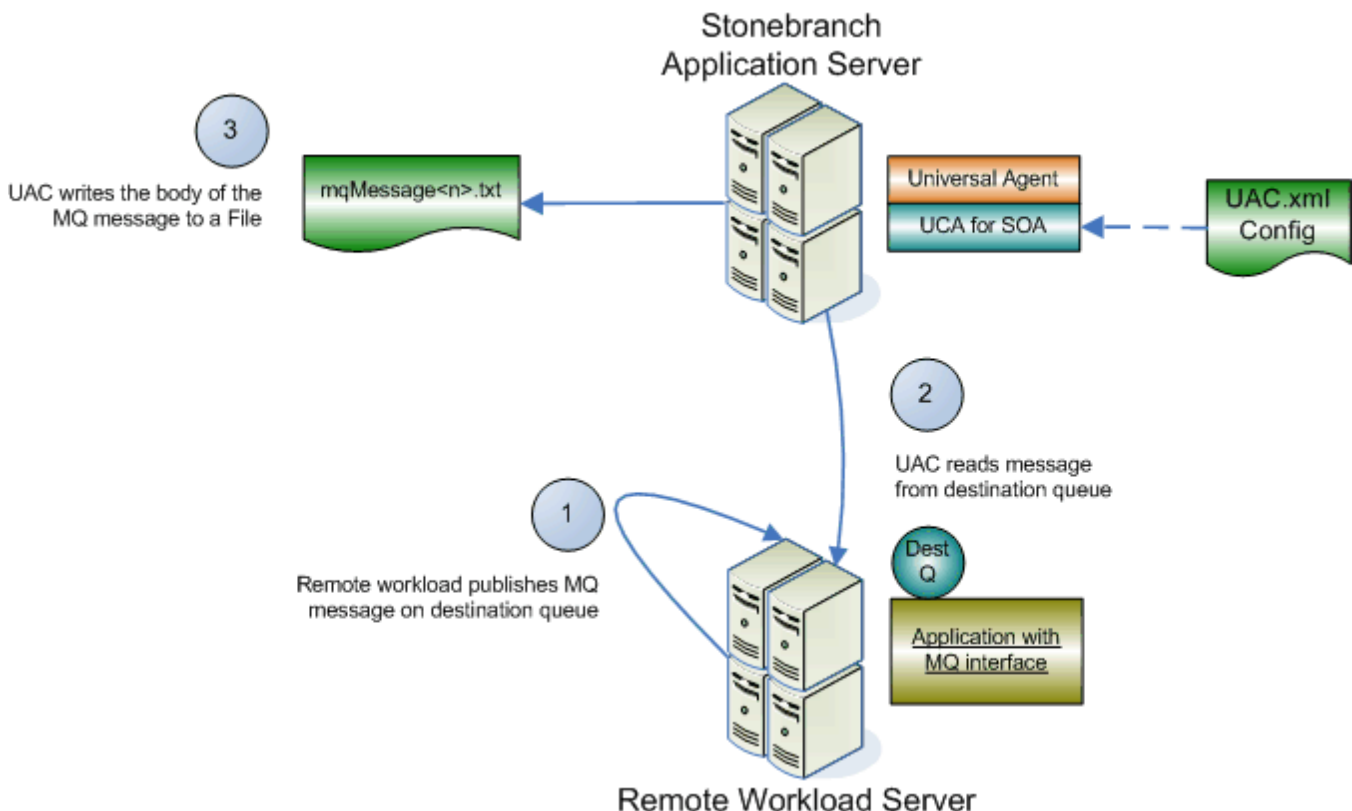 Stonebranch
Application Server
3
UAC writes the body of the
MQ message to a File
mqMessage<n>.txt
Universal Agent
UCA for SOA
UAC.xml
Config
2
UAC reads message
from destination queue
1
Remote workload publishes MQ
message on destination queue
Dest
Q
Application with
MQ interface
Remote Workload Server